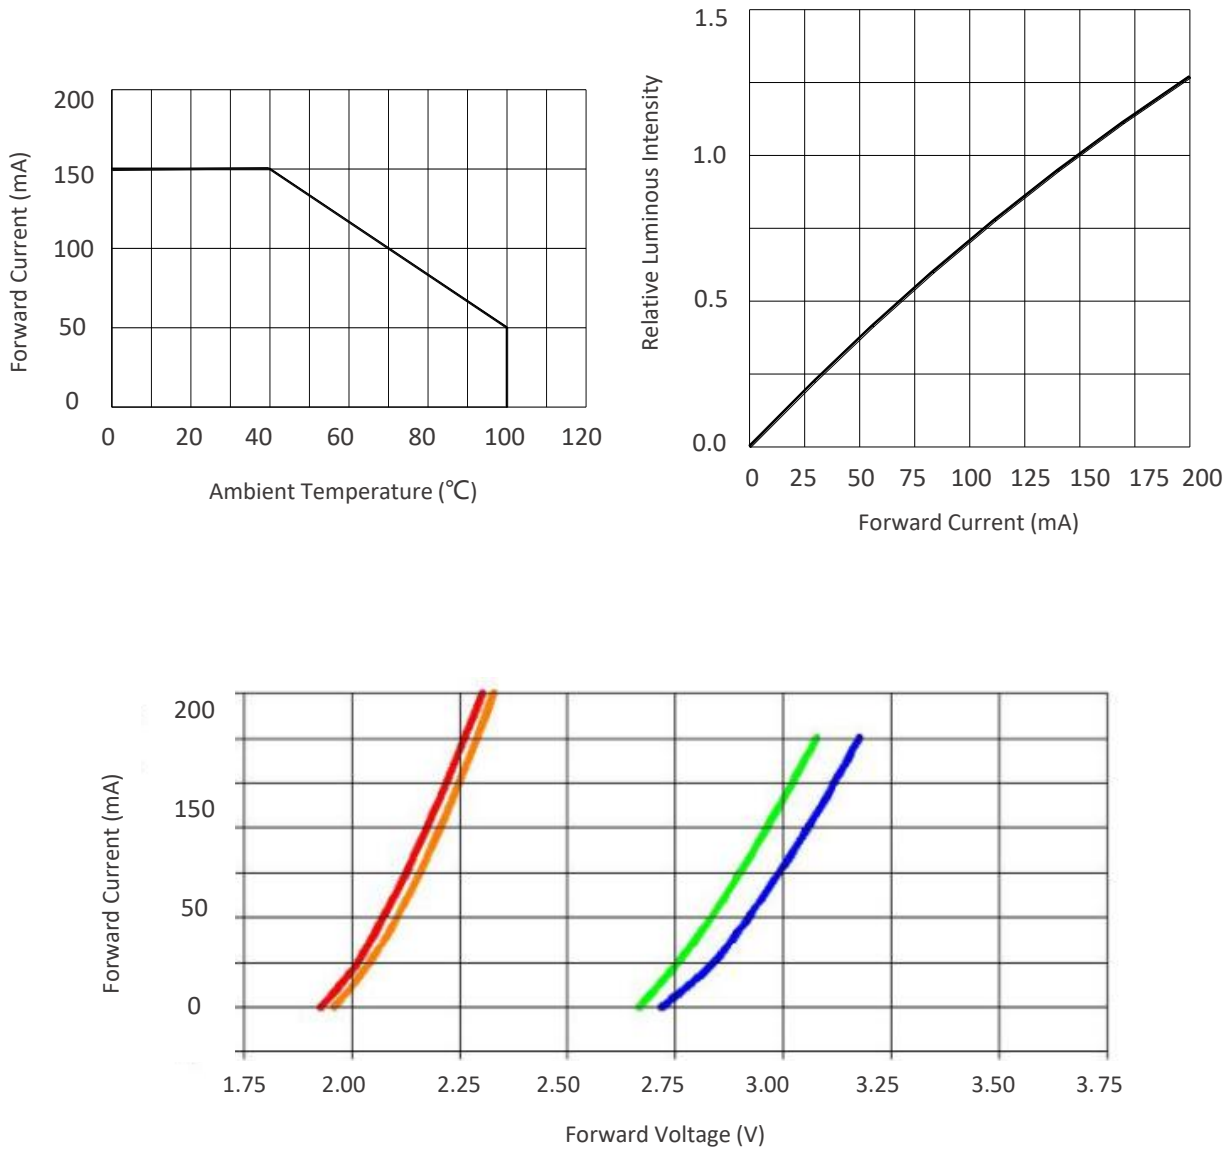 200
150
100
50
0
Forward Current (mA)
0 20 40 60 80 100 120
Ambient Temperature (℃)
1.5
1.0
0.5
0.0
Relative Luminous Intensity
0 25 50 75 100 125 150 175 200
Forward Current (mA)
200
150
50
0
Forward Current (mA)
1.75 2.00 2.25 2.50 2.75 3.00 3.25 3.50 3.75
Forward Voltage (V)